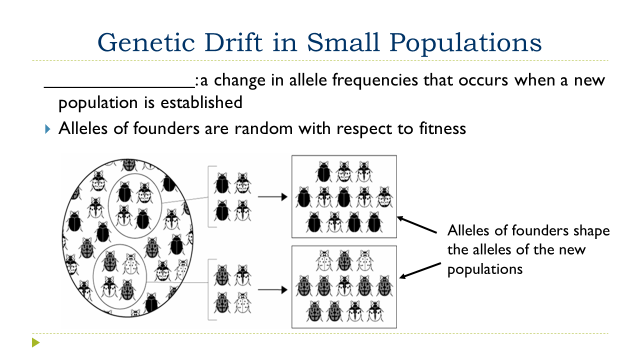 Genetic Drift in Small Populations
________________: a change in allele frequencies that occurs when a new
population is established
Alleles of founders are random with respect to fitness
Alleles of founders shape
the alleles of the new
populations